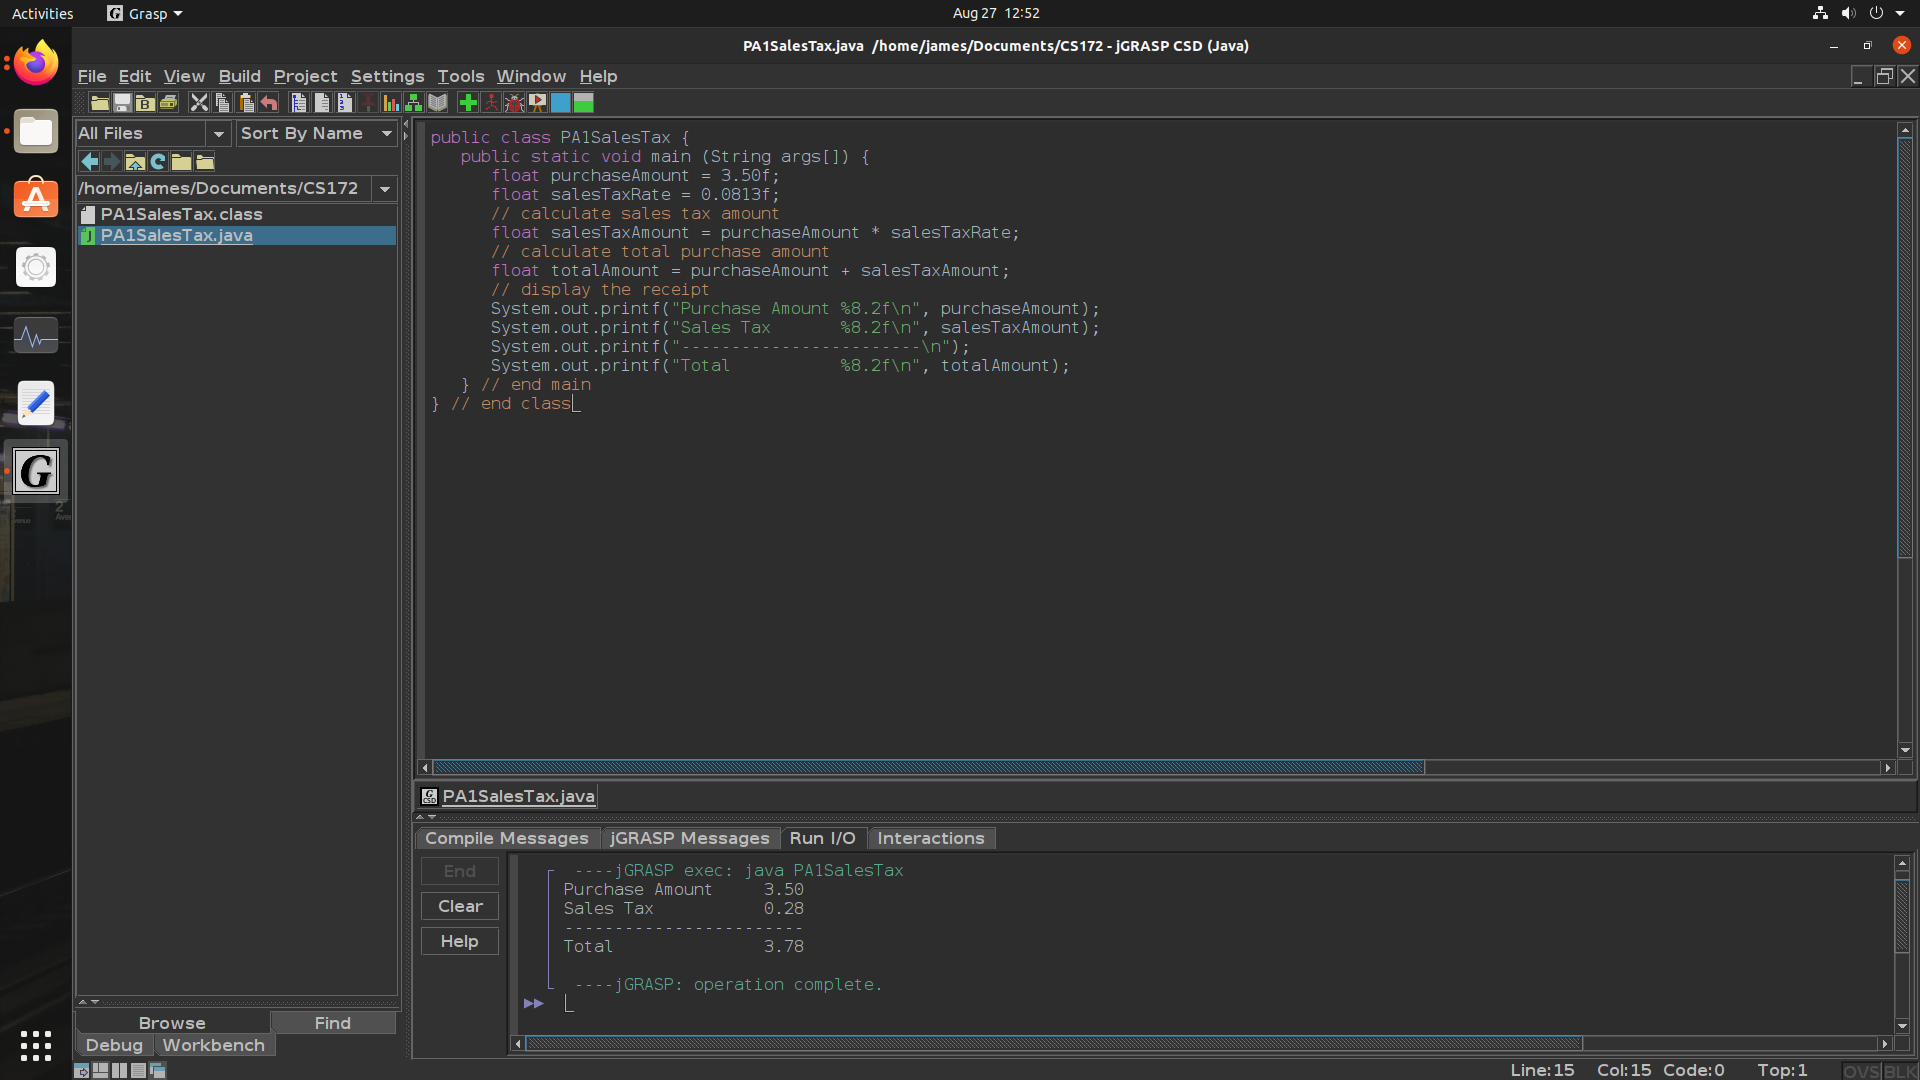 Activities
Grasp
Aug 27 12:52
PA1SalesTax.java /home/james/Documents/CS172 - jGRASP CSD (Java)
File Edit View Build Project Settings Tools Window Help
All Files
Sort By Name
/home/james/Documents/CS172
PA1SalesTax.class
PA1SalesTax.java
public class PA1SalesTax {
   public static void main (String args[]) {
      float purchaseAmount = 3.50f;
      float salesTaxRate = 0.0813f;
      // calculate sales tax amount
      float salesTaxAmount = purchaseAmount * salesTaxRate;
      // calculate total purchase amount
      float totalAmount = purchaseAmount + salesTaxAmount;
      // display the receipt
      System.out.printf("Purchase Amount %8.2f\n", purchaseAmount);
      System.out.printf("Sales Tax       %8.2f\n", salesTaxAmount);
      System.out.printf("------------------------\n");
      System.out.printf("Total           %8.2f\n", totalAmount);
   } // end main
} // end class
PA1SalesTax.java
Compile Messages jGRASP Messages Run I/O Interactions
End
Clear
Help
 ----jGRASP exec: java PA1SalesTax
Purchase Amount     3.50
Sales Tax           0.28
------------------------
Total               3.78
 ----jGRASP: operation complete.
Browse Find
Debug Workbench
Line:15 Col:15 Code:0 Top:1
OVS BLK